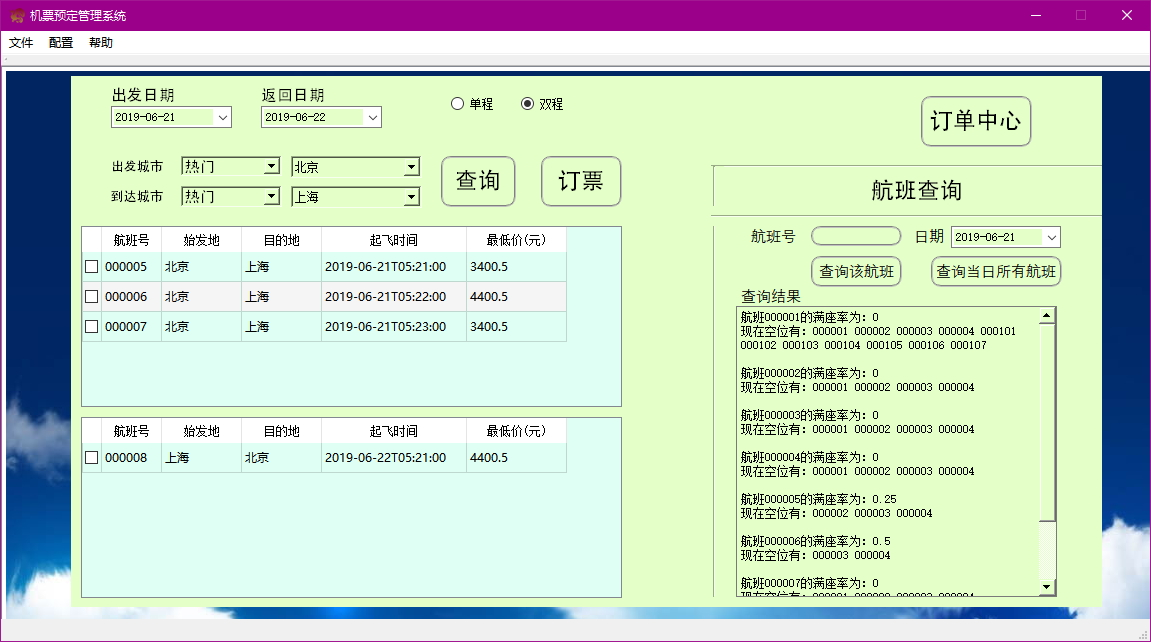 机票预定管理系统
文件 配置 帮助
出发日期 返回日期
2019-06-21 2019-06-22 单程 双程
订单中心
出发城市 热门 北京
到达城市 热门 上海
查询 订票
航班号 始发地 目的地 起飞时间 最低价(元)
000005 北京 上海 2019-06-21T05:21:00 3400.5
000006 北京 上海 2019-06-21T05:22:00 4400.5
000007 北京 上海 2019-06-21T05:23:00 3400.5
航班号 始发地 目的地 起飞时间 最低价(元)
000008 上海 北京 2019-06-22T05:21:00 4400.5
航班查询
航班号 日期 2019-06-21
查询该航班 查询当日所有航班
查询结果
航班000001的满座率为: 0
现在空位有: 000101 000002 000003 000004 000101
000102 000103 000104 000105 000106 000107
航班000002的满座率为: 0
现在空位有: 000001 000002 000003 000004
航班000003的满座率为: 0
现在空位有: 000001 000002 000003 000004
航班000004的满座率为: 0
现在空位有: 000001 000002 000003 000004
航班000005的满座率为: 0.25
现在空位有: 000002 000003 000004
航班000006的满座率为: 0.5
现在空位有: 000003 000004
航班000007的满座率为: 0